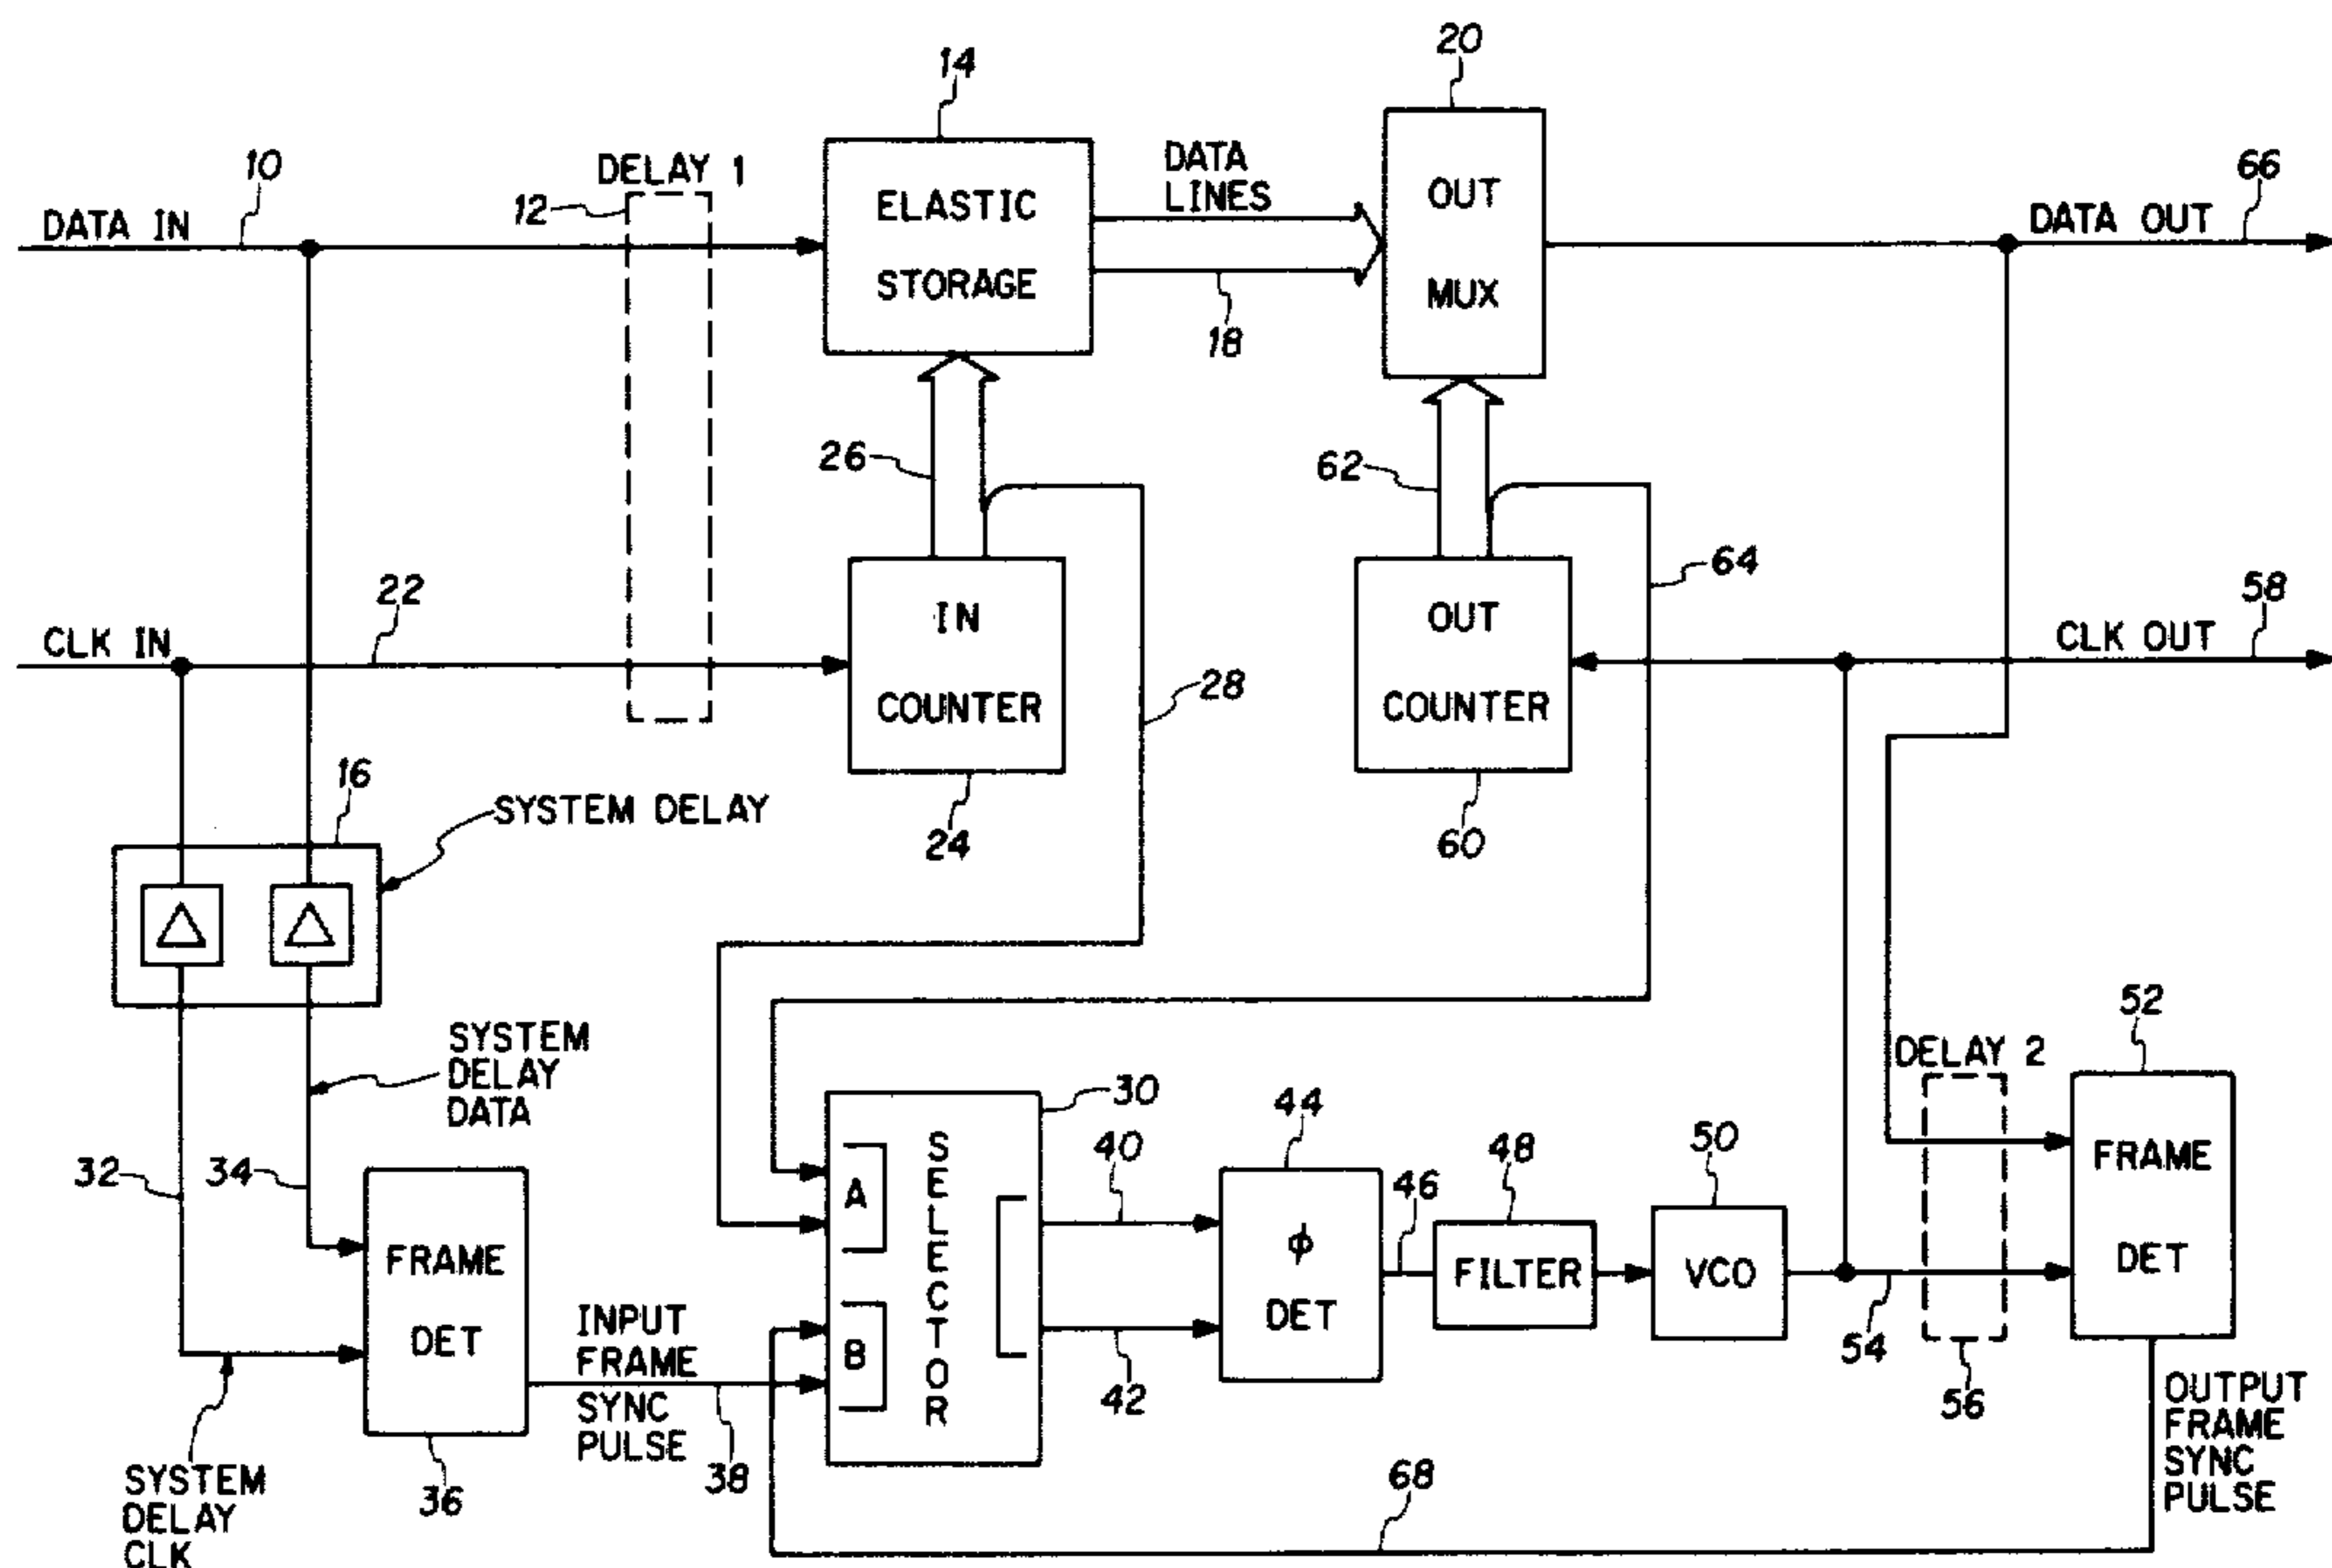 20
14
10
DELAY 1
12
DATA IN
ELASTIC
STORAGE
DATA
LINES
18
OUT
MUX
66
DATA OUT
26
62
64
22
CLK IN
IN
COUNTER
24
28
OUT
COUNTER
60
58
CLK OUT
16
SYSTEM DELAY
SYSTEM
DELAY
DATA
32
34
FRAME
DET
36
SYSTEM
DELAY
CLK
INPUT
FRAME
SYNC
PULSE
38
30
A
B
SELECTOR
40
42
44
ϕ
DET
46
48
FILTER
50
VCO
54
DELAY 2
56
52
FRAME
DET
OUTPUT
FRAME
SYNC
PULSE
68